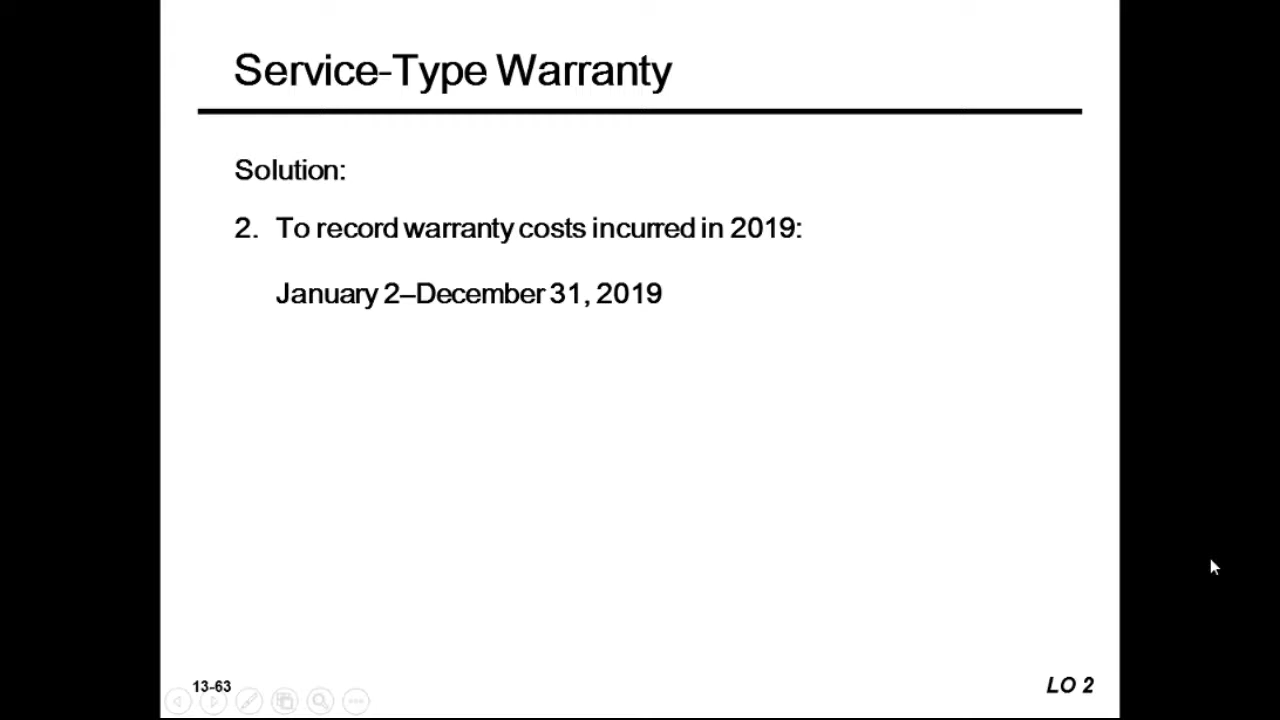 Service-Type Warranty
Solution:
2. To record warranty costs incurred in 2019:
January 2–December 31, 2019
13-63
LO 2